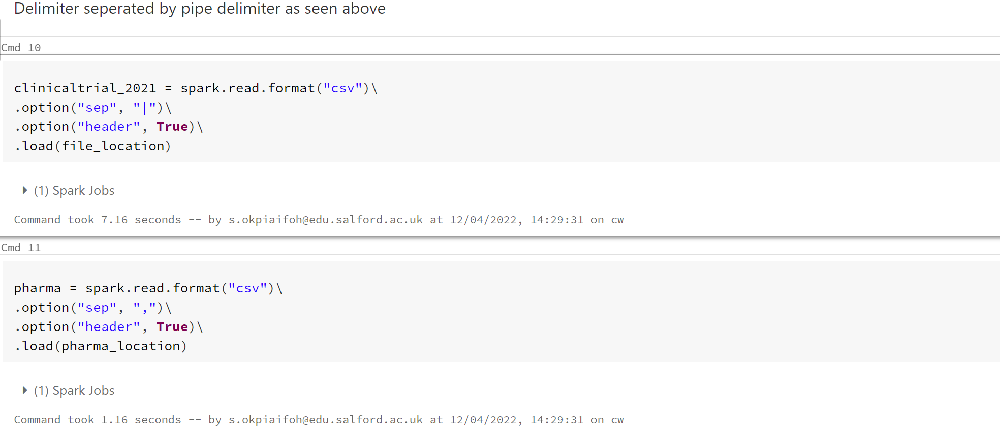 Delimiter seperated by pipe delimiter as seen above
Cmd 10
clinicaltrial_2021 = spark.read.format("csv")\
.option("sep", "|")\
.option("header", True)\
.load(file_location)
(1) Spark Jobs
Command took 7.16 seconds -- by s.okpiaifoh@edu.salford.ac.uk at 12/04/2022, 14:29:31 on cw
Cmd 11
pharma = spark.read.format("csv")\
.option("sep", ",")\
.option("header", True)\
.load(pharma_location)
(1) Spark Jobs
Command took 1.16 seconds -- by s.okpiaifoh@edu.salford.ac.uk at 12/04/2022, 14:29:31 on cw